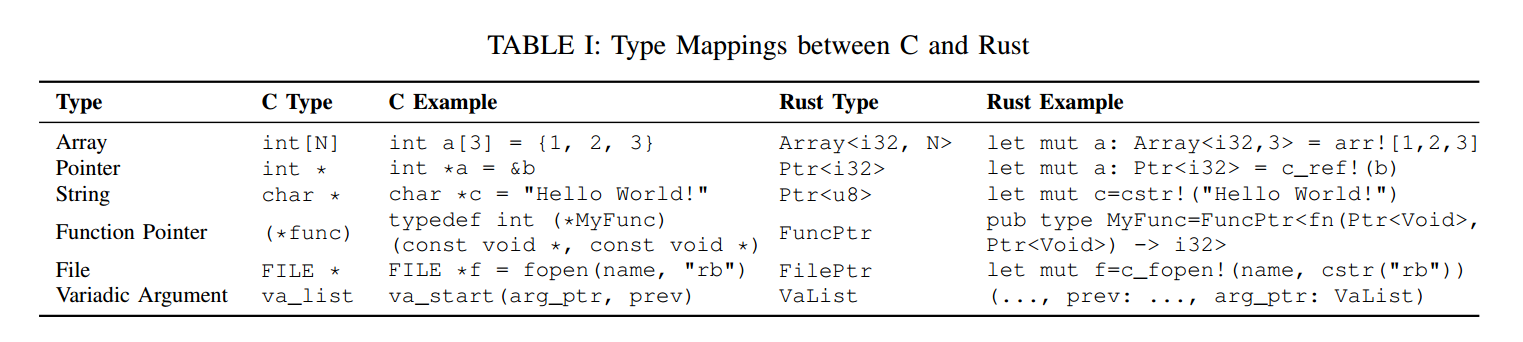 TABLE I: Type Mappings between C and Rust
Type C Type C Example Rust Type Rust Example
Array int[N] int a[3] = {1, 2, 3} Array<i32, N> let mut a: Array<i32,3> = arr![1,2,3]
Pointer int * int *a = &b Ptr<i32> let mut a: Ptr<i32> = c_ref!(b)
String char * char *c = "Hello World!" Ptr<u8> let mut c=cstr!("Hello World!")
Function Pointer (*func) typedef int (*MyFunc) (const void *, const void *) FuncPtr pub type MyFunc=FuncPtr<fn(Ptr<Void>, Ptr<Void>) -> i32>
File FILE * FILE *f = fopen(name, "rb") FilePtr let mut f=c_fopen!(name, cstr("rb"))
Variadic Argument va_list va_start(arg_ptr, prev) VaList (..., prev: ..., arg_ptr: VaList)